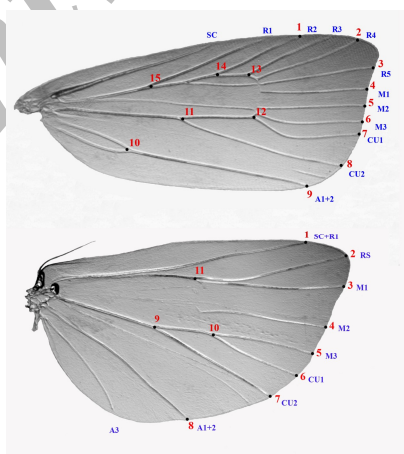 SC R1 1 R2 R3 2 R4
3 R5
15 14 13
4 M1
5 M2
11 12 6 M3
7 CU1
10
8 CU2
9 A1+2
1 SC+R1
2 RS
11
3 M1
9 10 4 M2
5 M3
6 CU1
7 CU2
A3 8 A1+2